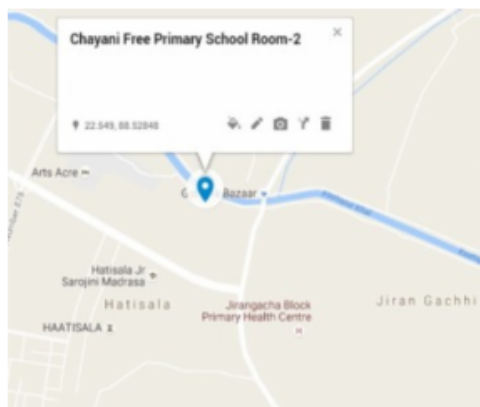 Chayani Free Primary School Room-2
22.549, 88.52848
Arts Acre
Bazaar
Hatisala Jr
Sarojini Madrasa
Hatisala
HAATISALA
Jirangacha Block
Primary Health Centre
H
Jiran Gachhi